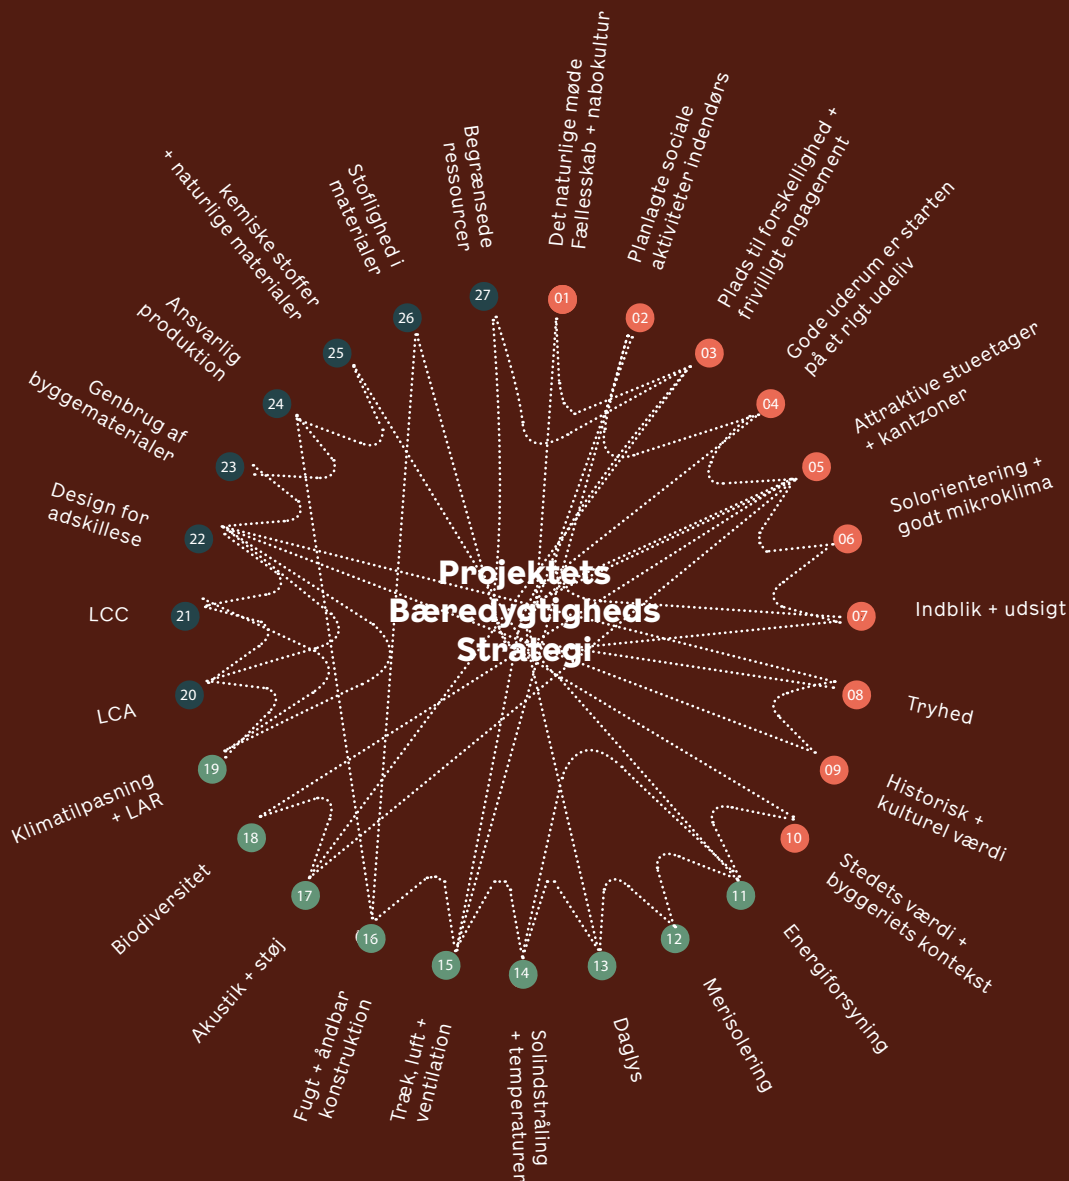 Projektets
Bæredygtigheds
Strategi
01
Det naturlige møde
Fællesskab + nabokultur
02
Planlagte sociale
aktiviteter indendørs
03
Plads til forskellighed +
frivilligt engagement
04
Gode uderum er starten
på et rigt udeliv
05
Attraktive stueetager
+ kantzoner
06
Solorientering +
godt mikroklima
07
Indblik + udsigt
08
Tryhed
09
Historisk +
kulturel værdi
10
Stedets værdi +
byggeriets kontekst
11
Energiforsyning
12
Merisolering
13
Daglys
14
Solindstråling
+ temperaturer
15
Træk, luft +
ventilation
16
Fugt + åndbar
konstruktion
17
Akustik + støj
18
Biodiversitet
19
Klimatilpasning
+ LAR
20
LCA
21
LCC
22
Design for
adskillese
23
Genbrug af
byggematerialer
24
Ansvarlig
produktion
25
kemiske stoffer
+ naturlige materialer
26
Stoflighed i
materialer
27
Begrænsede
ressourcer